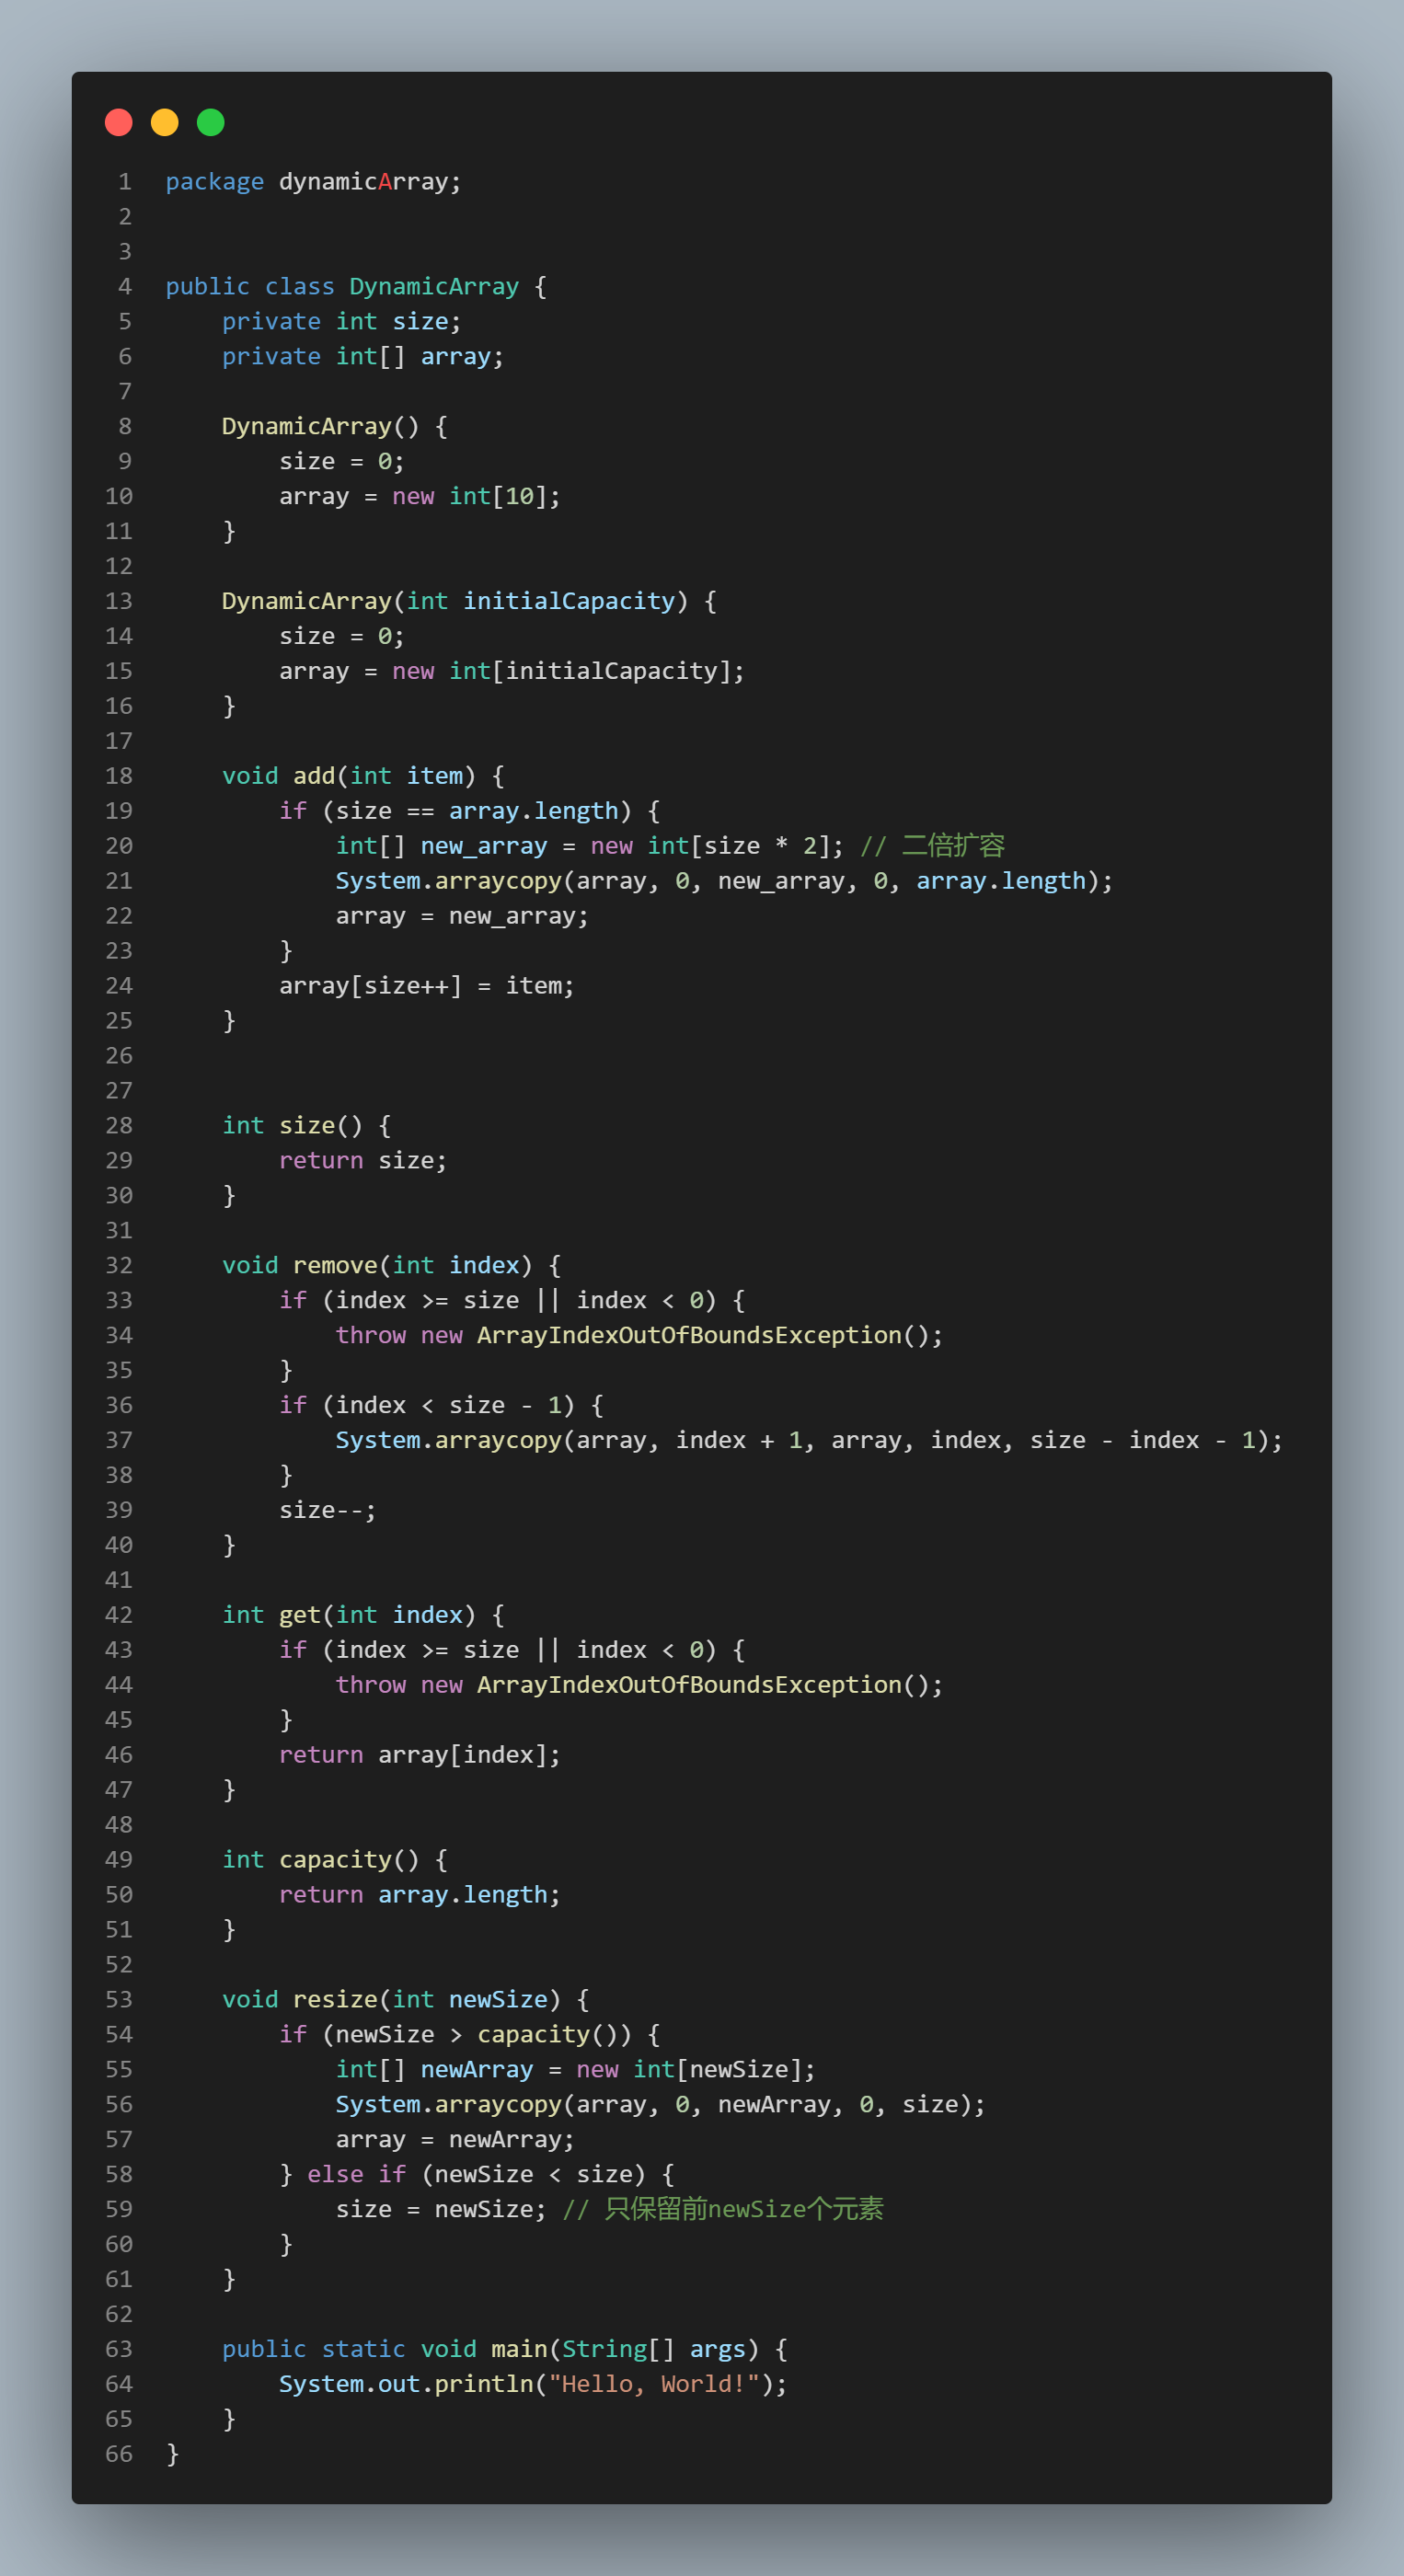 1 package dynamicArray;
2
3
4 public class DynamicArray {
5     private int size;
6     private int[] array;
7
8     DynamicArray() {
9         size = 0;
10         array = new int[10];
11     }
12
13     DynamicArray(int initialCapacity) {
14         size = 0;
15         array = new int[initialCapacity];
16     }
17
18     void add(int item) {
19         if (size == array.length) {
20             int[] new_array = new int[size * 2]; // 二倍扩容
21             System.arraycopy(array, 0, new_array, 0, array.length);
22             array = new_array;
23         }
24         array[size++] = item;
25     }
26
27
28     int size() {
29         return size;
30     }
31
32     void remove(int index) {
33         if (index >= size || index < 0) {
34             throw new ArrayIndexOutOfBoundsException();
35         }
36         if (index < size - 1) {
37             System.arraycopy(array, index + 1, array, index, size - index - 1);
38         }
39         size--;
40     }
41
42     int get(int index) {
43         if (index >= size || index < 0) {
44             throw new ArrayIndexOutOfBoundsException();
45         }
46         return array[index];
47     }
48
49     int capacity() {
50         return array.length;
51     }
52
53     void resize(int newSize) {
54         if (newSize > capacity()) {
55             int[] newArray = new int[newSize];
56             System.arraycopy(array, 0, newArray, 0, size);
57             array = newArray;
58         } else if (newSize < size) {
59             size = newSize; // 只保留前newSize个元素
60         }
61     }
62
63     public static void main(String[] args) {
64         System.out.println("Hello, World!");
65     }
66 }